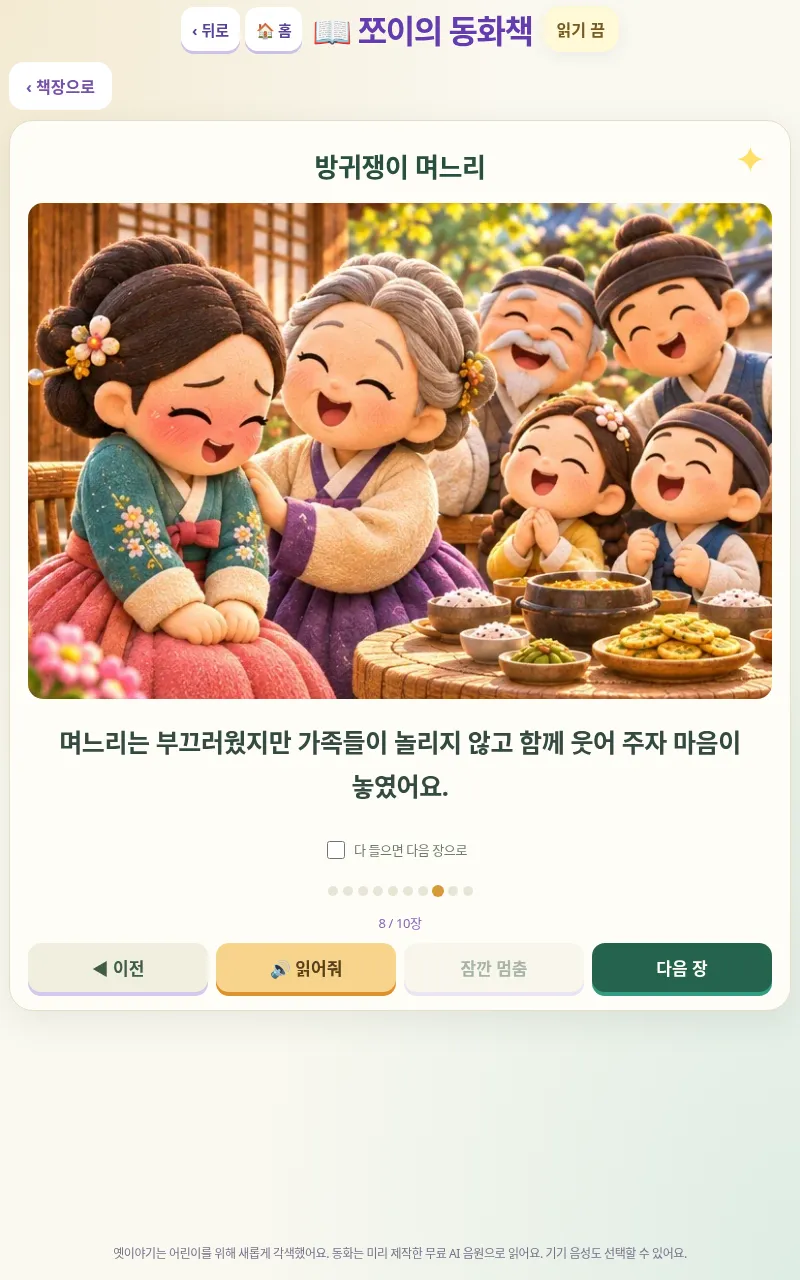 ‹ 뒤로
🏠 홈
📖 쪼이의 동화책
읽기 끝
‹ 책장으로
방귀쟁이 며느리
며느리는 부끄러웠지만 가족들이 놀리지 않고 함께 웃어 주자 마음이
놓였어요.
다 들으면 다음 장으로
8 / 10장
◀ 이전
🔊 읽어줘
잠깐 멈춤
다음 장
옛이야기는 어린이를 위해 새롭게 각색했어요. 동화는 미리 제작한 무료 AI 음원으로 읽어요. 기기 음성도 선택할 수 있어요.